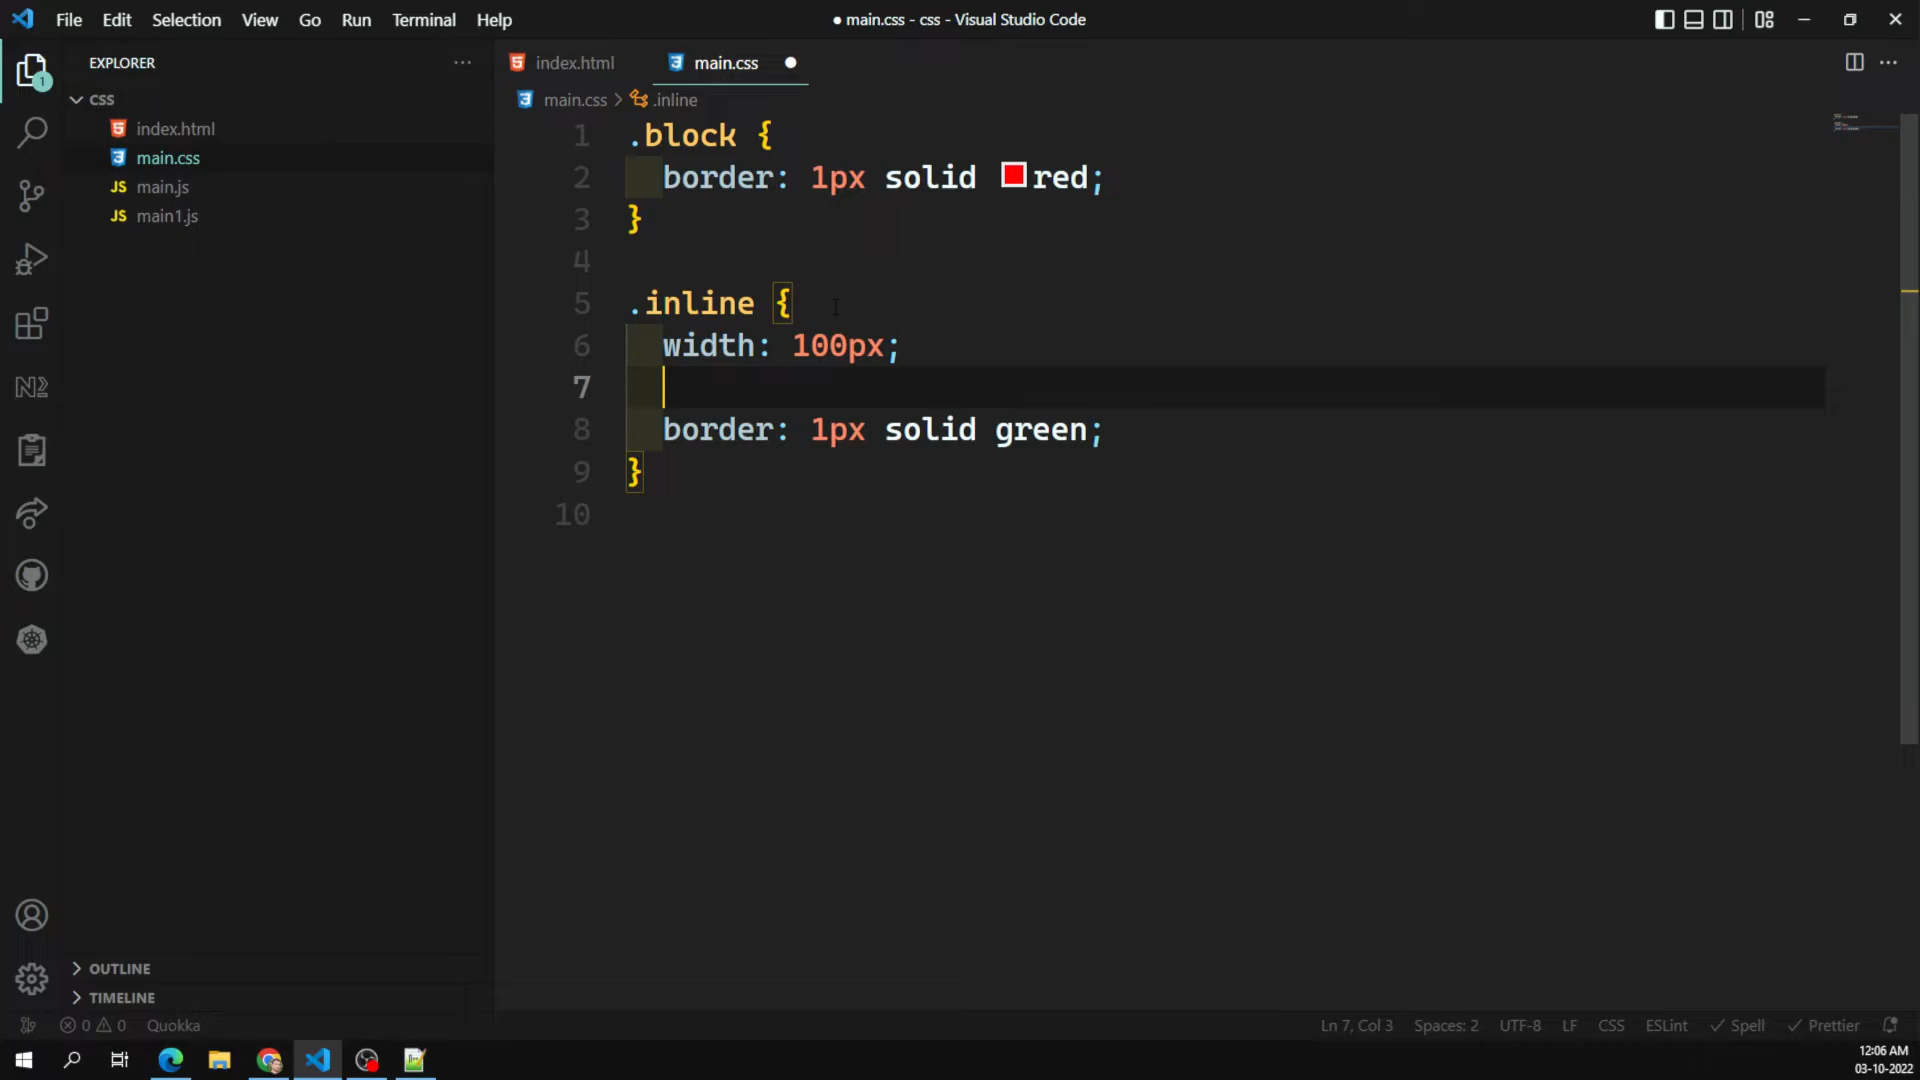 File Edit Selection View Go Run Terminal Help
● main.css - css - Visual Studio Code
EXPLORER
1
CSS
index.html
main.css
JS main.js
JS main1.js
index.html
main.css
main.css > .inline
1 .block {
2 border: 1px solid red;
3 }
4
5 .inline {
6 width: 100px;
7
8 border: 1px solid green;
9 }
10
OUTLINE
TIMELINE
0 0 Quokka
Ln 7, Col 3 Spaces: 2 UTF-8 LF CSS ESLint Spell Prettier
12:06 AM
03-10-2022